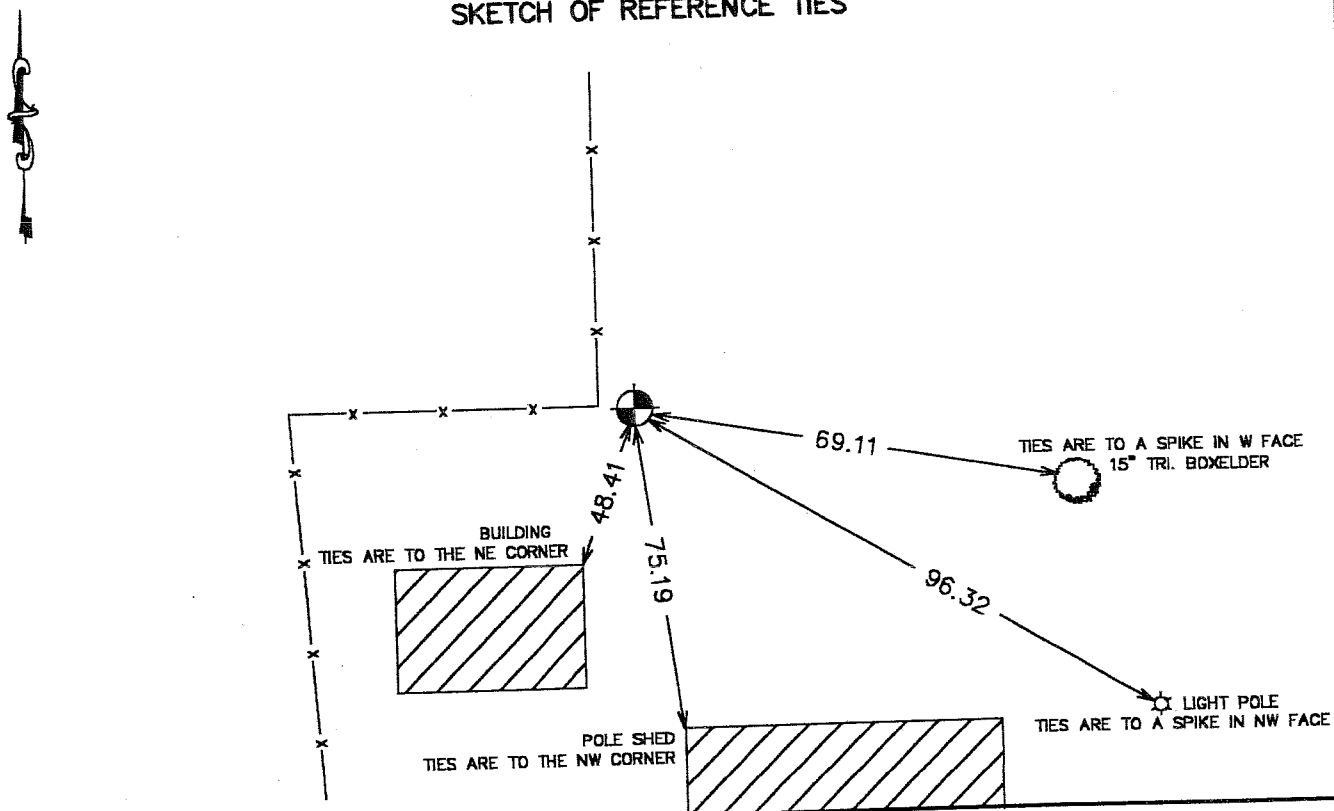 SKETCH OF REFERENCE TIES
69.11
TIES ARE TO A SPIKE IN W FACE
15" TRI. BOXELDER
48.41
BUILDING
TIES ARE TO THE NE CORNER
75.19
96.32
LIGHT POLE
TIES ARE TO A SPIKE IN NW FACE
POLE SHED
TIES ARE TO THE NW CORNER